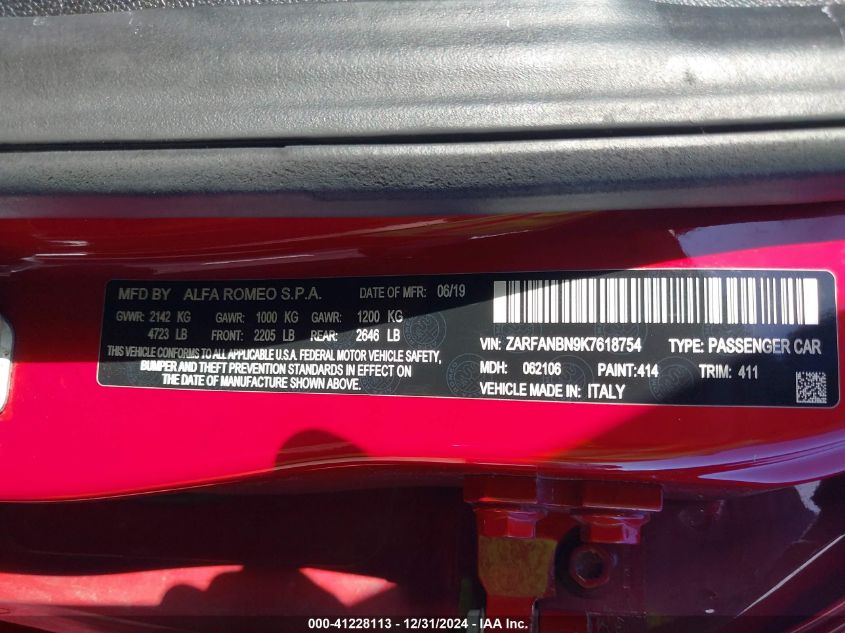 MFD BY ALFA ROMEO S.P.A. DATE OF MFR: 06/19
GVWR: 2142 KG GAWR: 1000 KG GAWR: 1200 KG
4723 LB FRONT: 2205 LB REAR: 2646 LB
THIS VEHICLE CONFORMS TO ALL APPLICABLE U.S.A. FEDERAL MOTOR VEHICLE SAFETY,
BUMPER AND THEFT PREVENTION STANDARDS IN EFFECT ON
THE DATE OF MANUFACTURE SHOWN ABOVE.
VIN: ZARFANBN9K7618754 TYPE: PASSENGER CAR
MDH: 062106 PAINT:414 TRIM: 411
VEHICLE MADE IN: ITALY
000-41228113 - 12/31/2024 - IAA Inc.